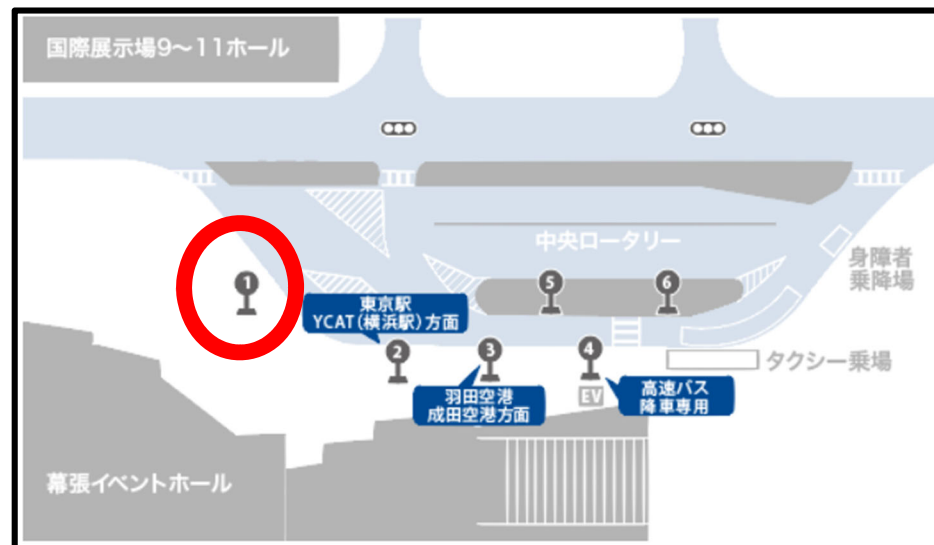 国際展示場9～11ホール
中央ロータリー
身障者
乗降場
1
5
6
東京駅
YCAT（横浜駅）方面
2
3
4
タクシー乗場
羽田空港
成田空港方面
EV
高速バス
降車専用
幕張イベントホール